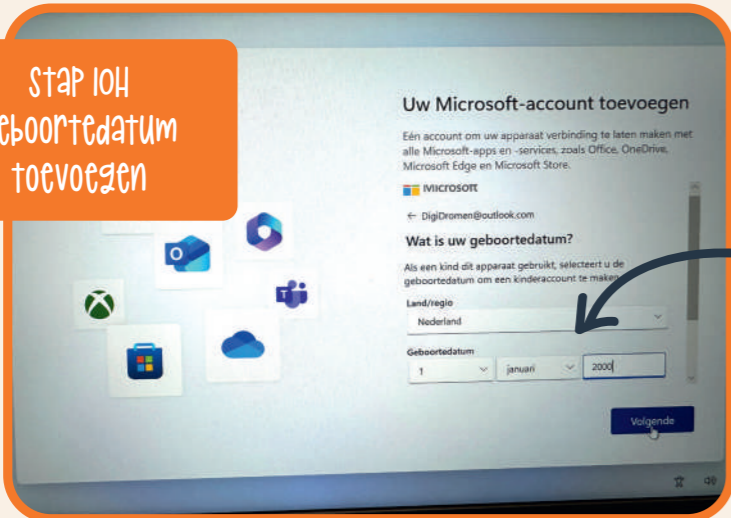 Stap 10H
toevoegen
Uw Microsoft-account toevoegen
Eén account om uw apparaat verbinding te laten maken met
alle Microsoft-apps en -services, zoals Office, OneDrive,
Microsoft Edge en Microsoft Store.
Microsoft
← DigiDromen@outlook.com
Wat is uw geboortedatum?
Als een kind dit apparaat gebruikt, selecteert u de
geboortedatum om een kinderaccount te maken
Land/regio
Nederland
Geboortedatum
1 januari 2000
Volgende